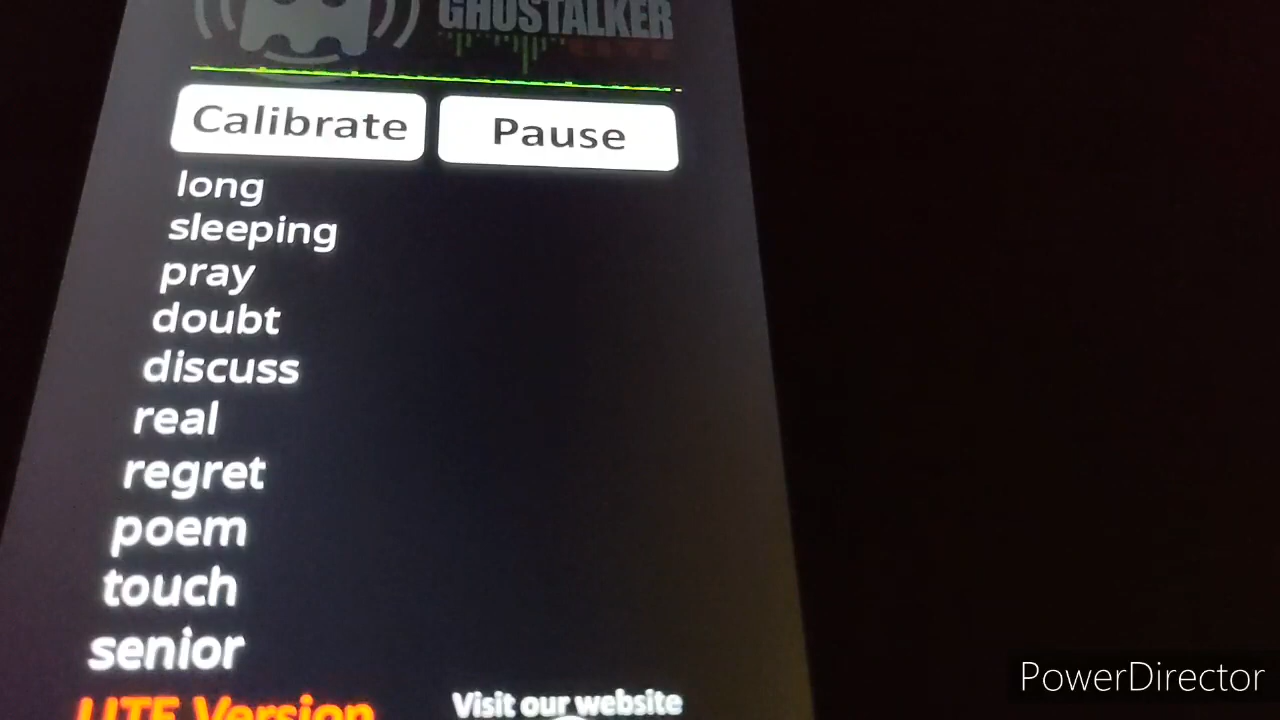 GHOSTALKER
Calibrate Pause
long
sleeping
pray
doubt
discuss
real
regret
poem
touch
senior
LITE Version
Visit our website
PowerDirector